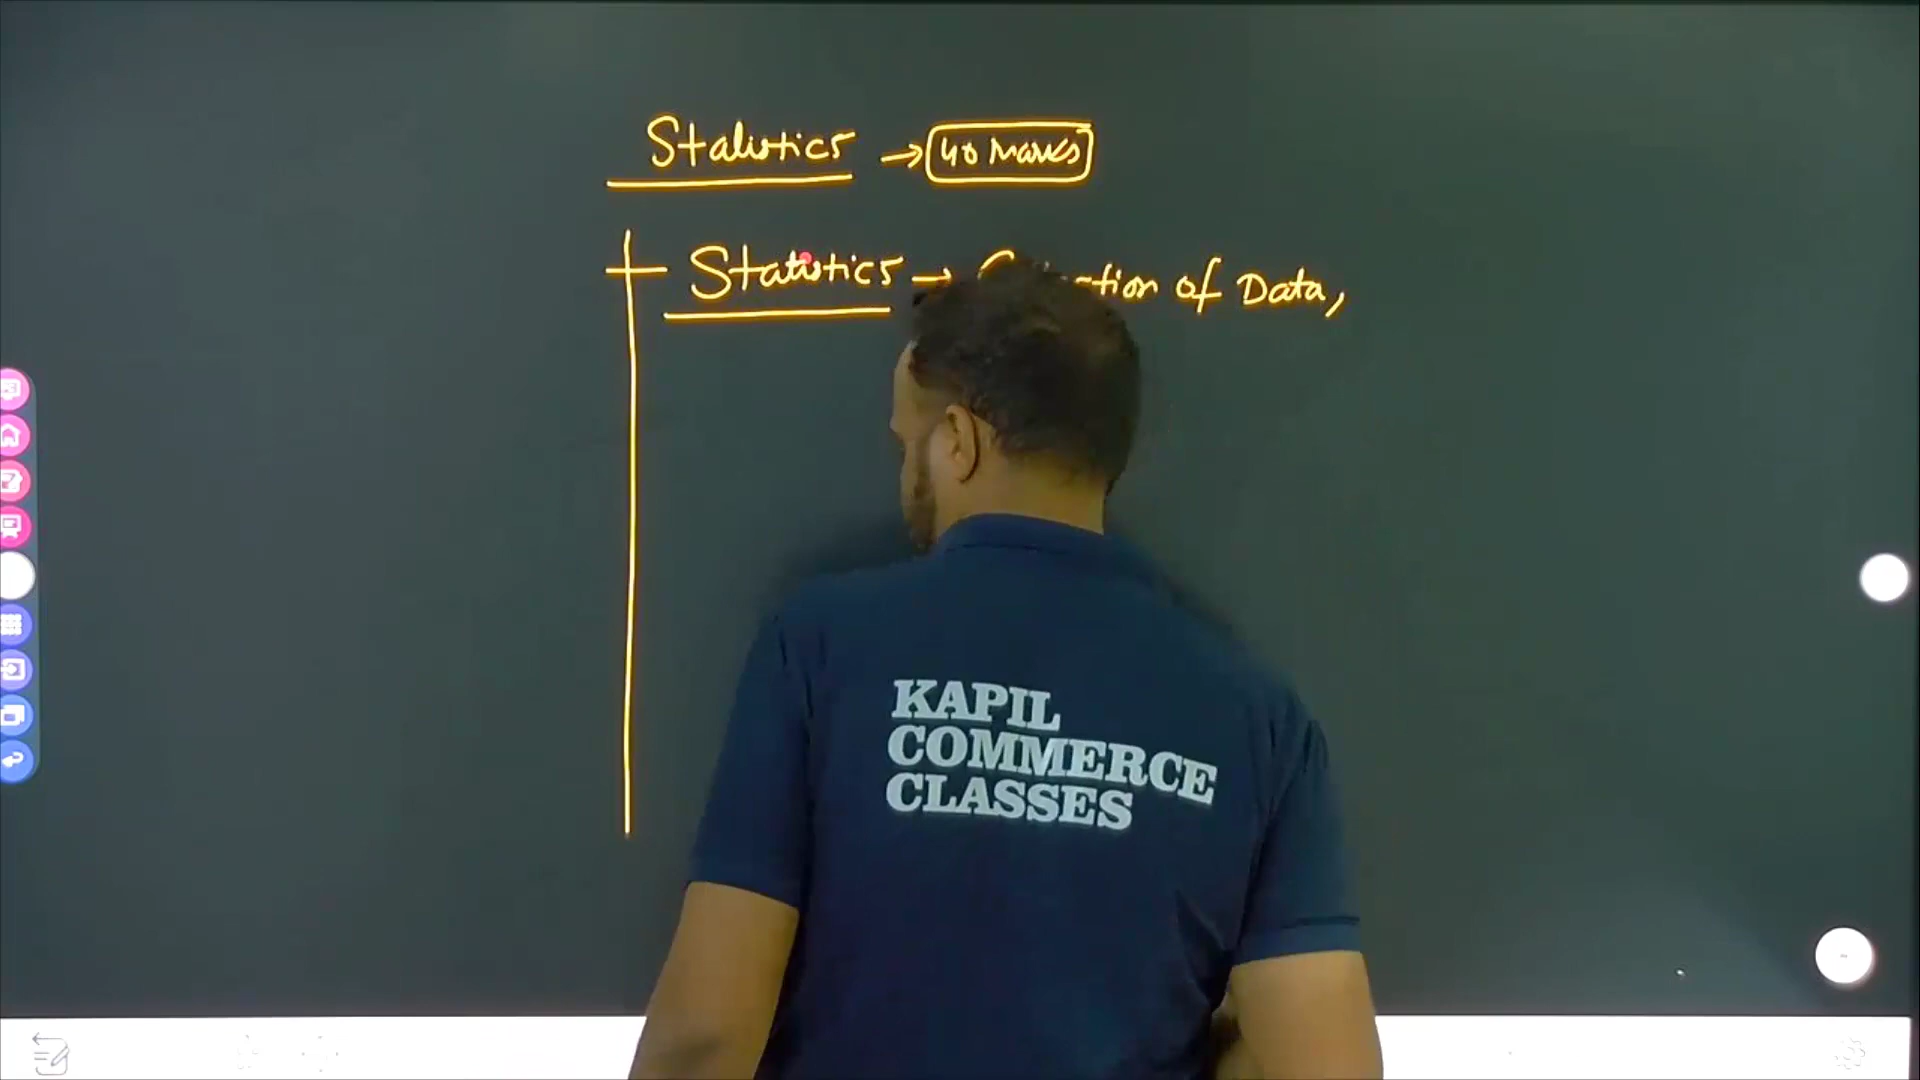 Statistics → 40 Marks
Statistics → of Data,
KAPIL
COMMERCE
CLASSES